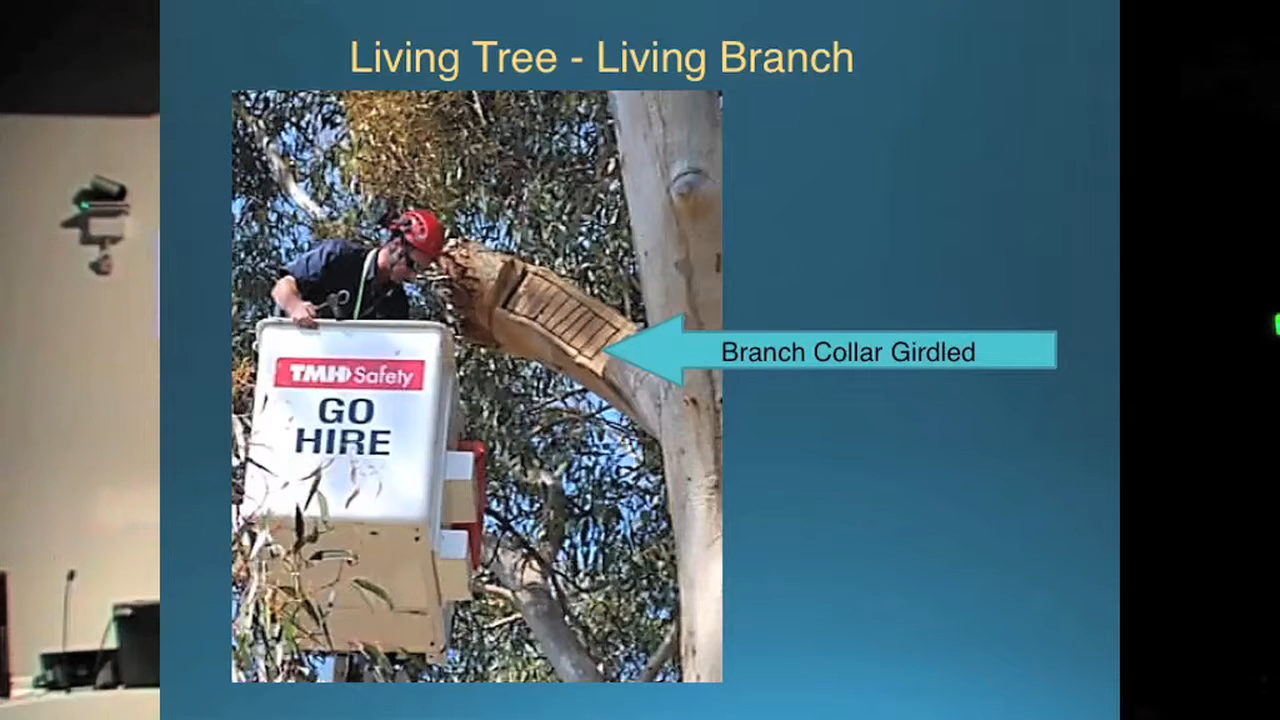 Living Tree - Living Branch
Branch Collar Girdled
TMH Safety
GO
HIRE